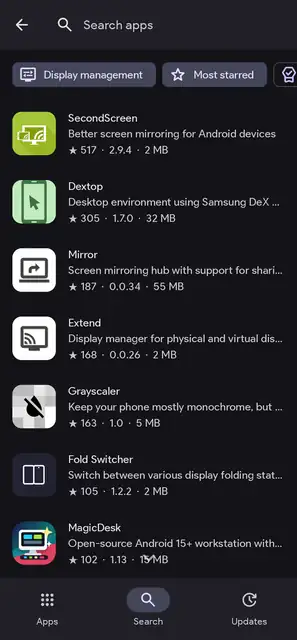 Search apps
Display management
Most starred
SecondScreen
Better screen mirroring for Android devices
★ 517 · 2.9.4 · 2 MB
Dextop
Desktop environment using Samsung DeX ...
★ 305 · 1.7.0 · 32 MB
Mirror
Screen mirroring hub with support for shari...
★ 187 · 0.0.34 · 55 MB
Extend
Display manager for physical and virtual dis...
★ 168 · 0.0.26 · 2 MB
Grayscaler
Keep your phone mostly monochrome, but ...
★ 163 · 1.0 · 5 MB
Fold Switcher
Switch between various display folding stat...
★ 105 · 1.2.2 · 2 MB
MagicDesk
Open-source Android 15+ workstation with...
★ 102 · 1.13 · MB
Apps
Search
Updates